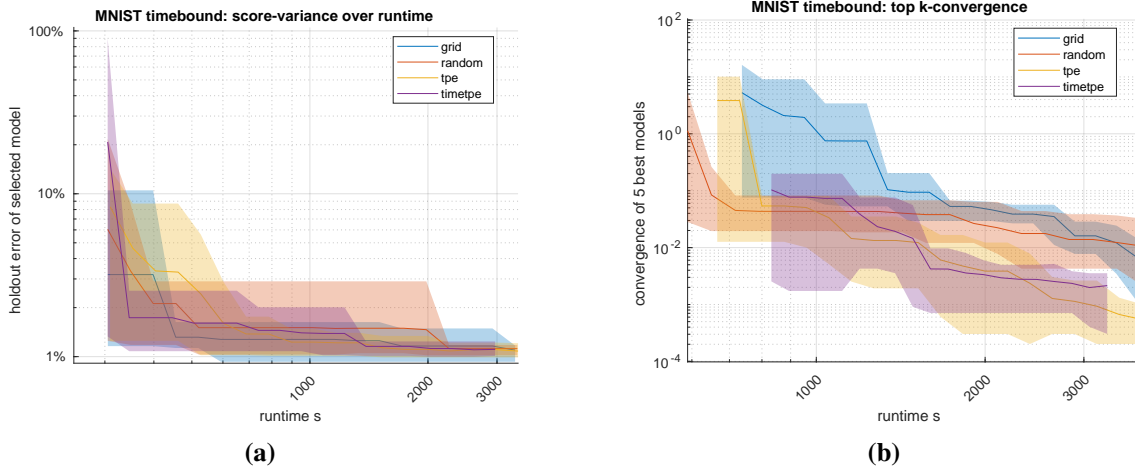 MNIST timebound: score-variance over runtime
100%
10%
1%
holdout error of selected model
grid
random
tpe
timetpe
1000
2000
3000
runtime s
(a)
MNIST timebound: top k-convergence
10^2
10^0
10^-2
10^-4
convergence of 5 best models
grid
random
tpe
timetpe
1000
2000
3000
runtime s
(b)